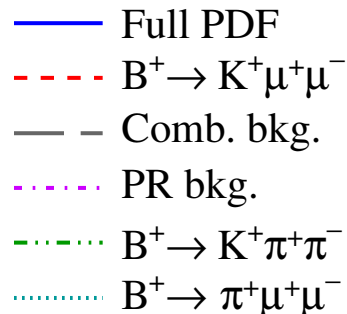 Full PDF
B⁺→ K⁺μ⁺μ⁻
Comb. bkg.
PR bkg.
B⁺→ K⁺π⁺π⁻
B⁺→ π⁺μ⁺μ⁻